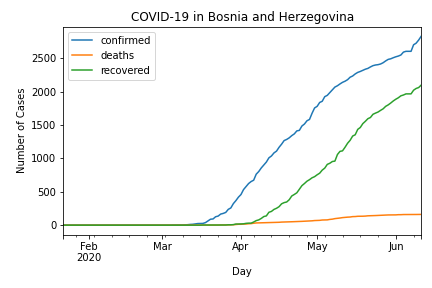 COVID-19 in Bosnia and Herzegovina
confirmed
deaths
recovered
Number of Cases
2500
2000
1500
1000
500
0
Feb
2020
Mar
Apr
May
Jun
Day